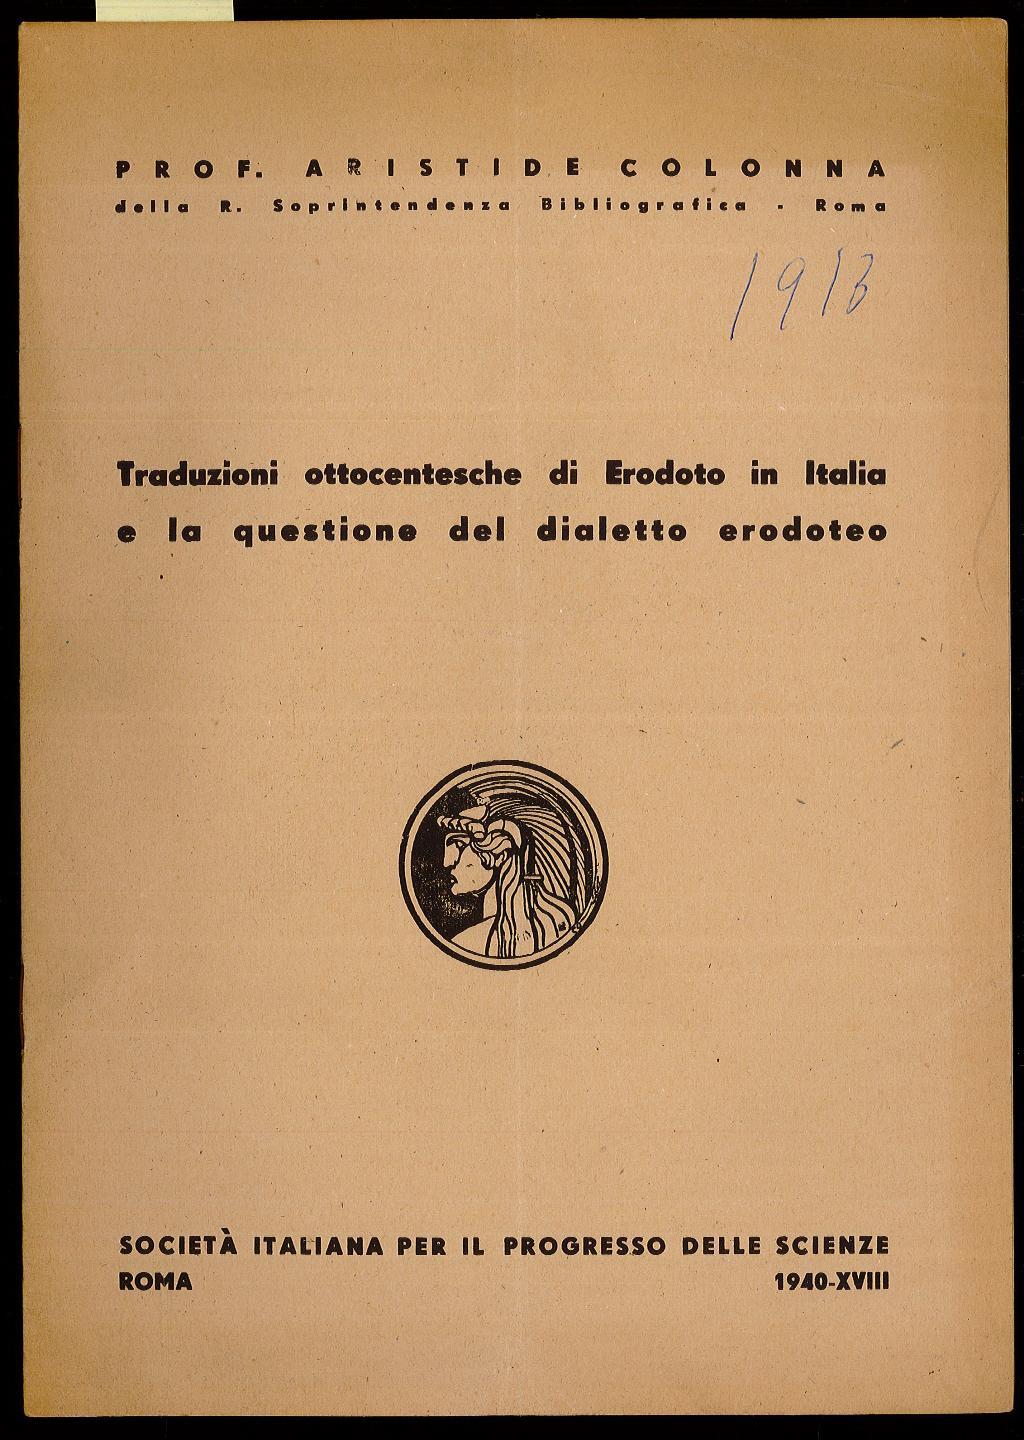 PROF. ARISTIDE COLONNA
della R. Soprintendenza Bibliografica - Roma
1913
Traduzioni ottocentesche di Erodoto in Italia
e la questione del dialetto erodoteo
SOCIETÀ ITALIANA PER IL PROGRESSO DELLE SCIENZE
ROMA 1940-XVIII